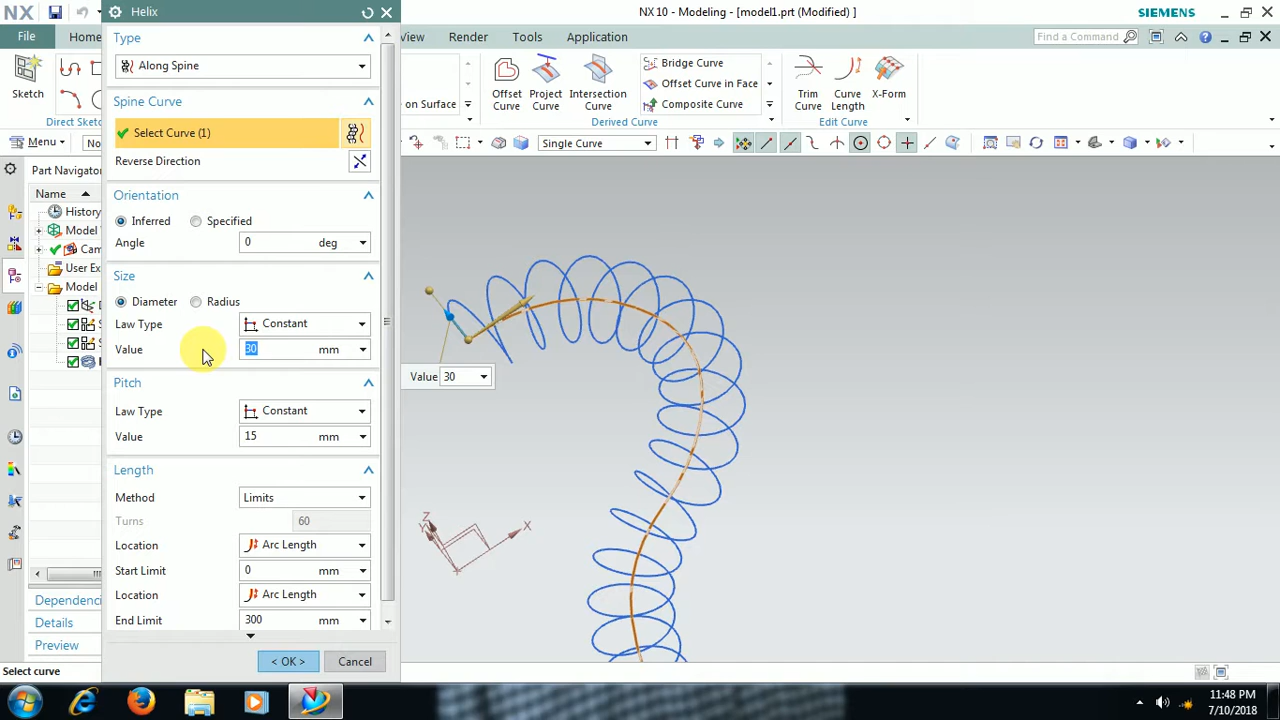 NX
Helix
NX 10 - Modeling - [model1.prt (Modified) ]
SIEMENS
File
Home
View
Render
Tools
Application
Find a Command
Sketch
on Surface
Offset Curve
Project Curve
Intersection Curve
Bridge Curve
Offset Curve in Face
Composite Curve
Trim Curve
Curve Length
X-Form
Direct Sketch
Derived Curve
Edit Curve
Menu
Single Curve
Part Navigator
Name
History
Model
Cam
User Ex
Model
Dependenci
Details
Preview
Type
Along Spine
Spine Curve
Select Curve (1)
Reverse Direction
Orientation
Inferred
Specified
Angle
0
deg
Size
Diameter
Radius
Law Type
Constant
Value
30
mm
Pitch
Law Type
Constant
Value
15
mm
Length
Method
Limits
Turns
60
Location
Arc Length
Start Limit
0
mm
Location
Arc Length
End Limit
300
mm
< OK >
Cancel
Value 30
Z
Y
X
Select curve
11:48 PM
7/10/2018